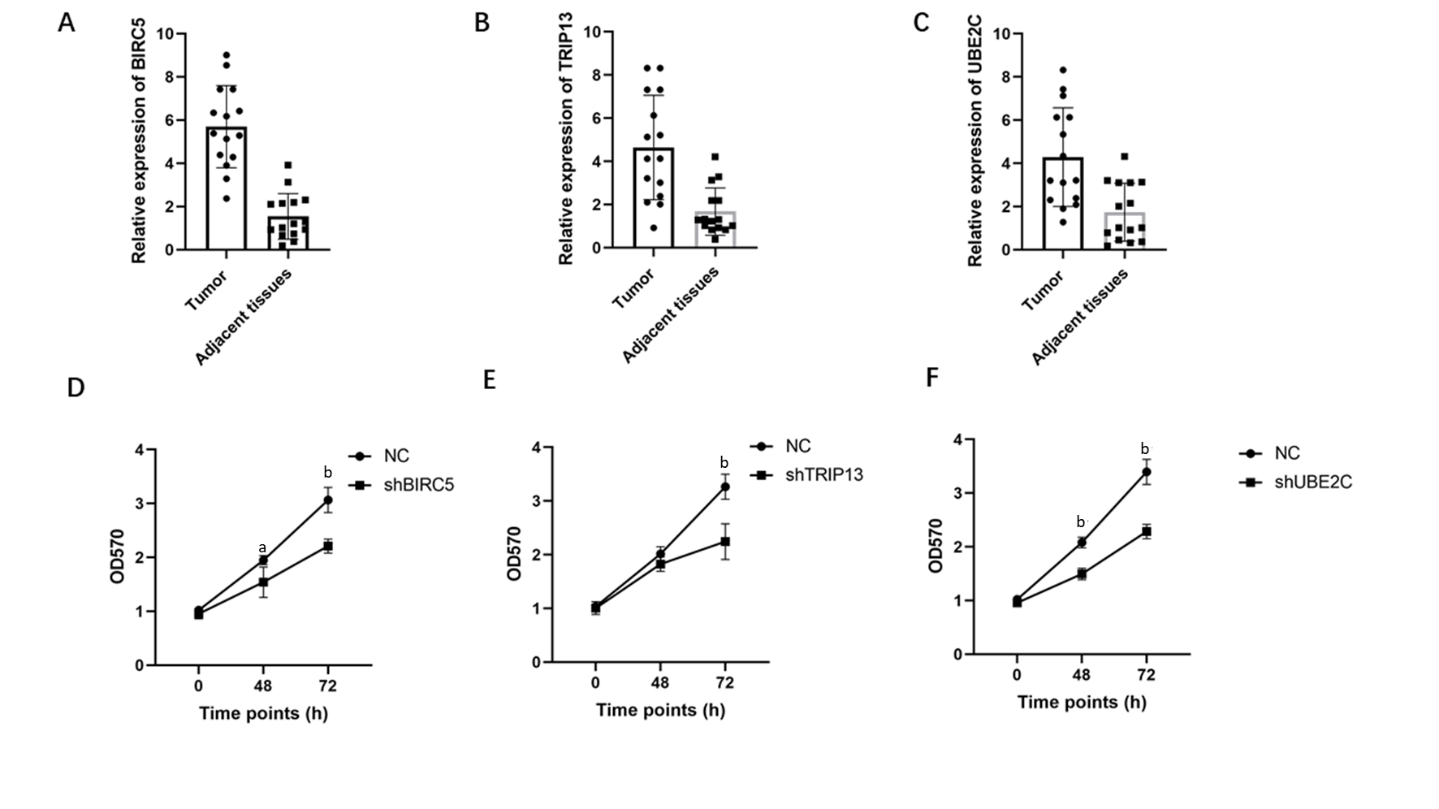 A
Relative expression of BIRC5
10
8
6
4
2
0
Tumor
Adjacent tissues
B
Relative expression of TRIP13
10
8
6
4
2
0
Tumor
Adjacent tissues
C
Relative expression of UBE2C
10
8
6
4
2
0
Tumor
Adjacent tissues
D
OD570
4
3
2
1
0
a
b
NC
shBIRC5
0 48 72
Time points (h)
E
OD570
4
3
2
1
0
b
NC
shTRIP13
0 48 72
Time points (h)
F
OD570
4
3
2
1
0
b
b
NC
shUBE2C
0 48 72
Time points (h)